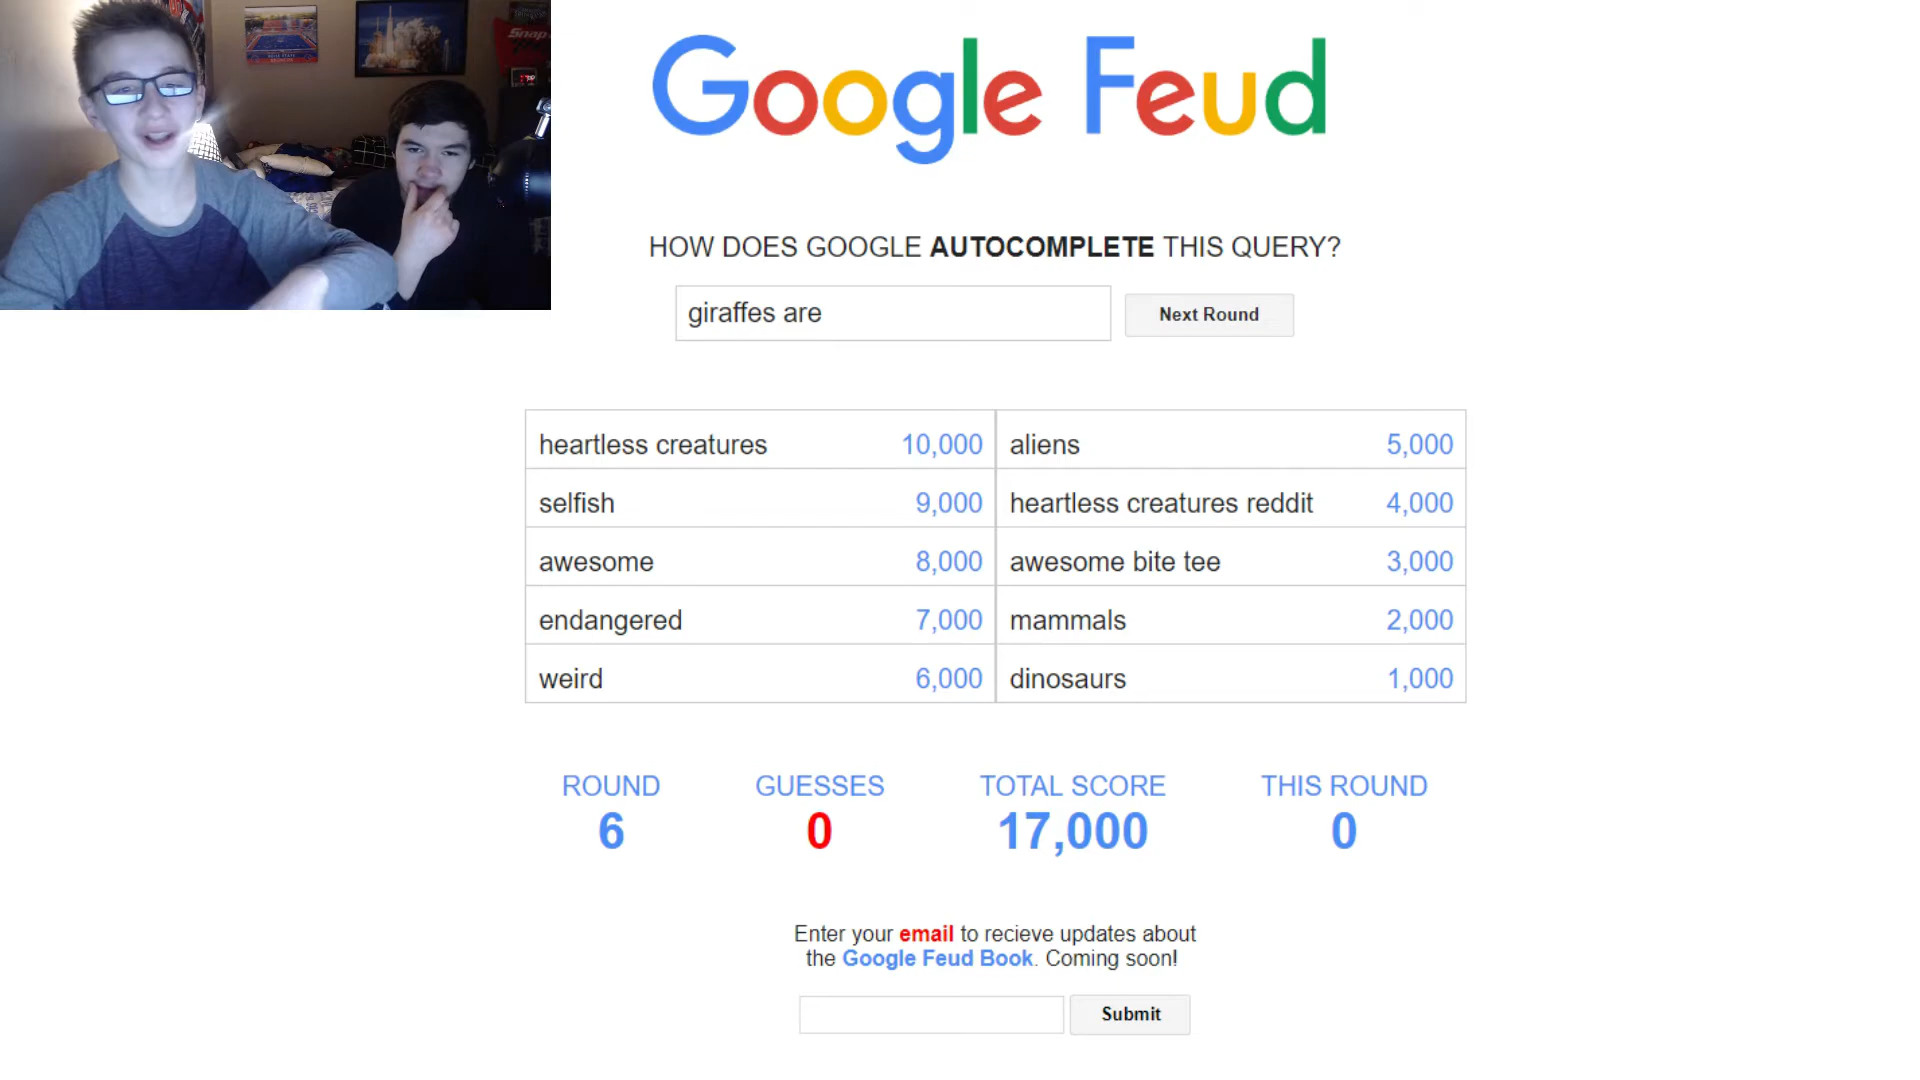 Snap
Google Feud
HOW DOES GOOGLE AUTOCOMPLETE THIS QUERY?
giraffes are
Next Round
heartless creatures 10,000
aliens 5,000
selfish 9,000
heartless creatures reddit 4,000
awesome 8,000
awesome bite tee 3,000
endangered 7,000
mammals 2,000
weird 6,000
dinosaurs 1,000
ROUND GUESSES TOTAL SCORE THIS ROUND
6 0 17,000 0
Enter your email to recieve updates about
the Google Feud Book. Coming soon!
Submit